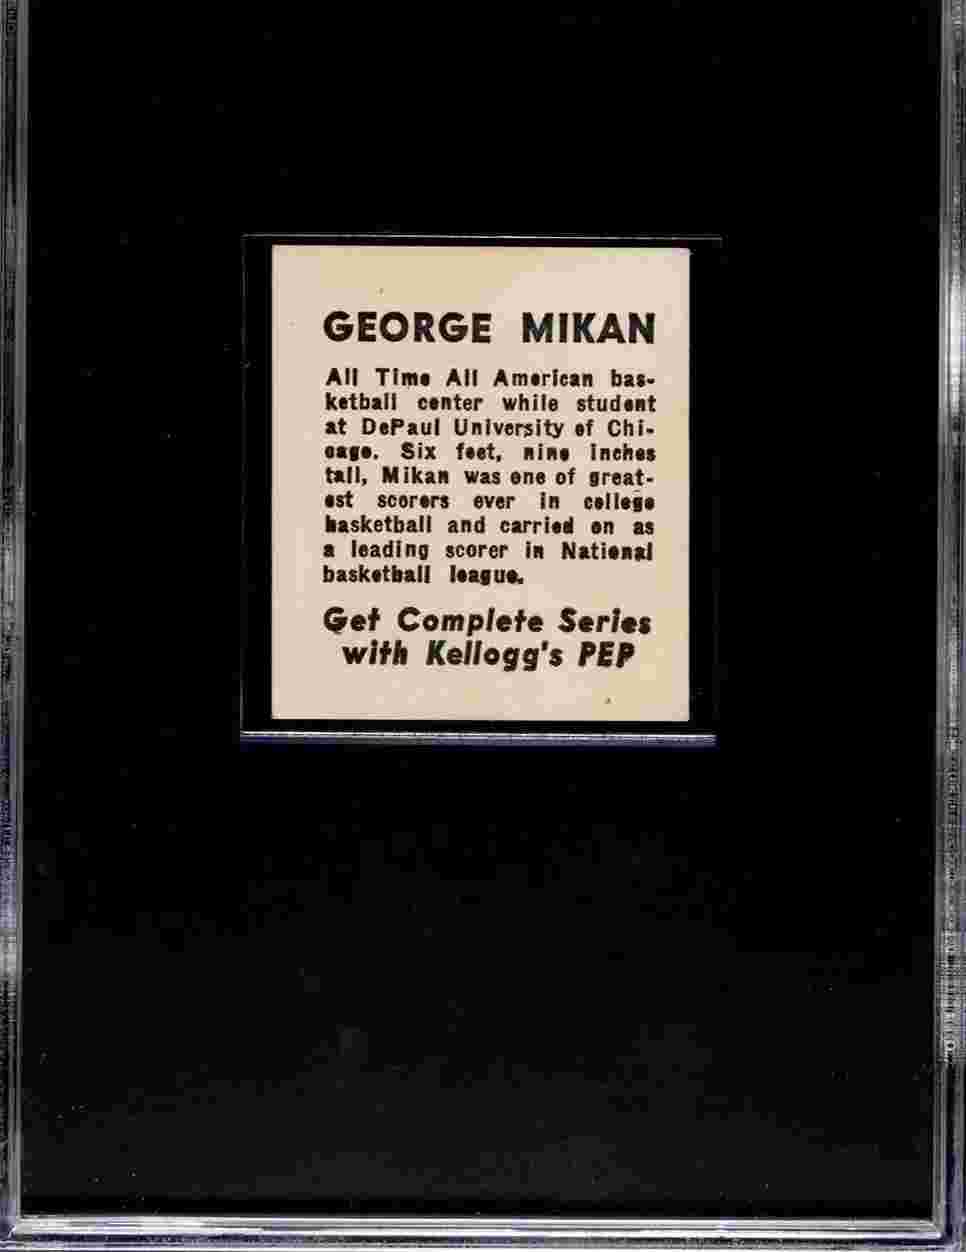 GEORGE MIKAN
All Time All American bas-
ketball center while student
at DePaul University of Chi-
cago. Six feet, nine inches
tall, Mikan was one of great-
est scorers ever in college
basketball and carried on as
a leading scorer in National
basketball league.
Get Complete Series
with Kellogg's PEP